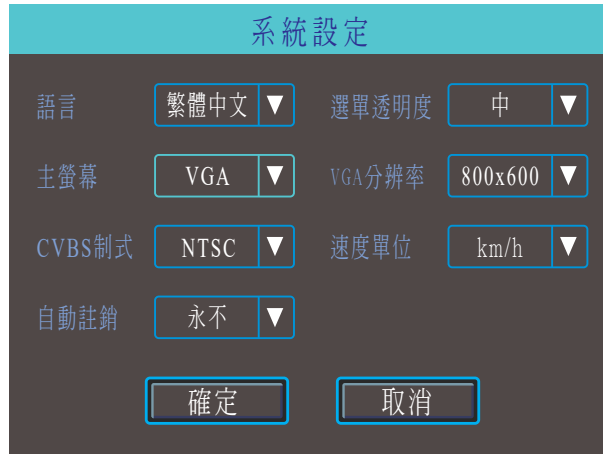 系統設定
語言 繁體中文 ▼ 選單透明度 中 ▼
主螢幕 VGA ▼ VGA分辨率 800x600 ▼
CVBS制式 NTSC ▼ 速度單位 km/h ▼
自動註銷 永不 ▼
確定 取消